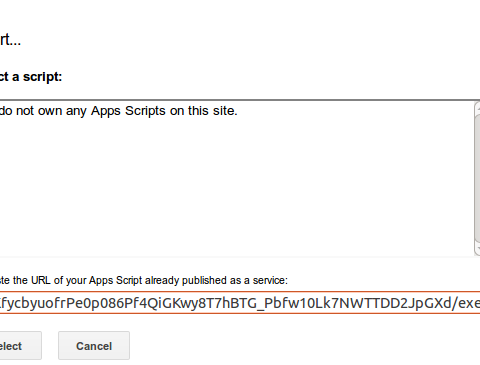 rt...
ct a script:
do not own any Apps Scripts on this site.
te the URL of your Apps Script already published as a service:
fycbyuofrPe0p086Pf4QiGKwy8T7hBTG_Pbfw10Lk7NWTTDD2JpGXd/exe
elect
Cancel